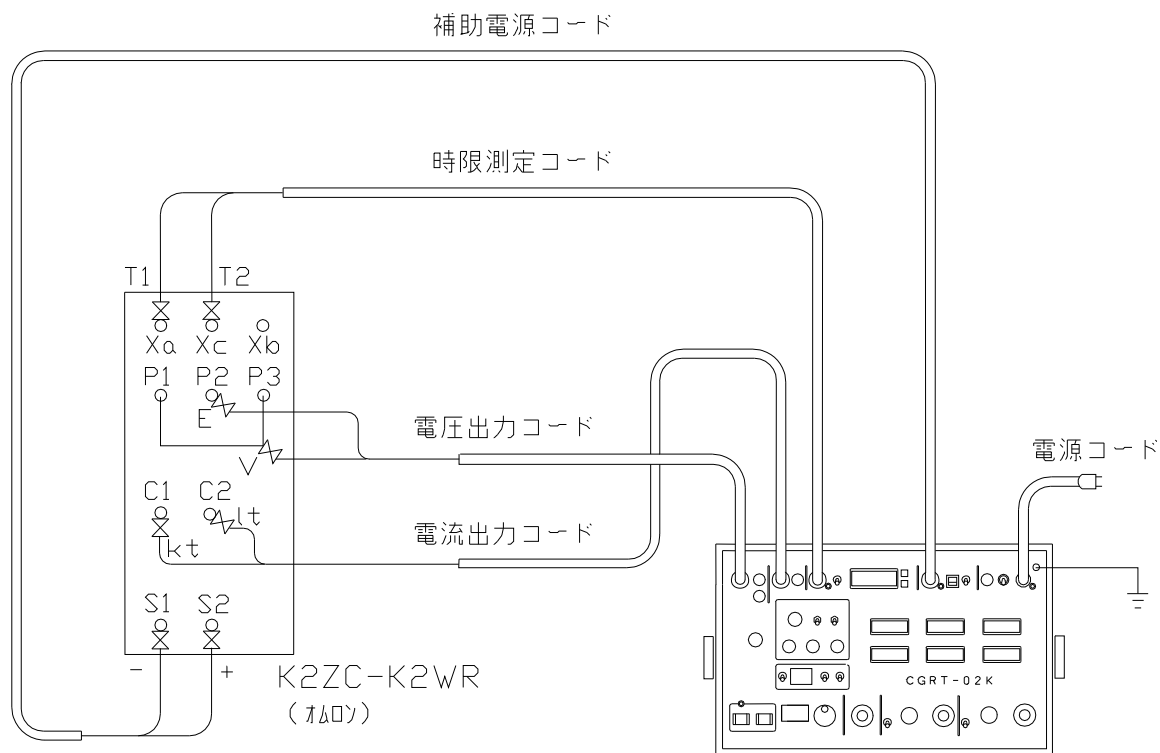 補助電源コード
時限測定コード
T1 T2
Xa Xc Xb
P1 P2 P3
E
電圧出力コード
V
電源コード
C1 C2
lt
電流出力コード
kt
S1 S2
- +
K2ZC-K2WR
(オムロン)
CGRT-02K